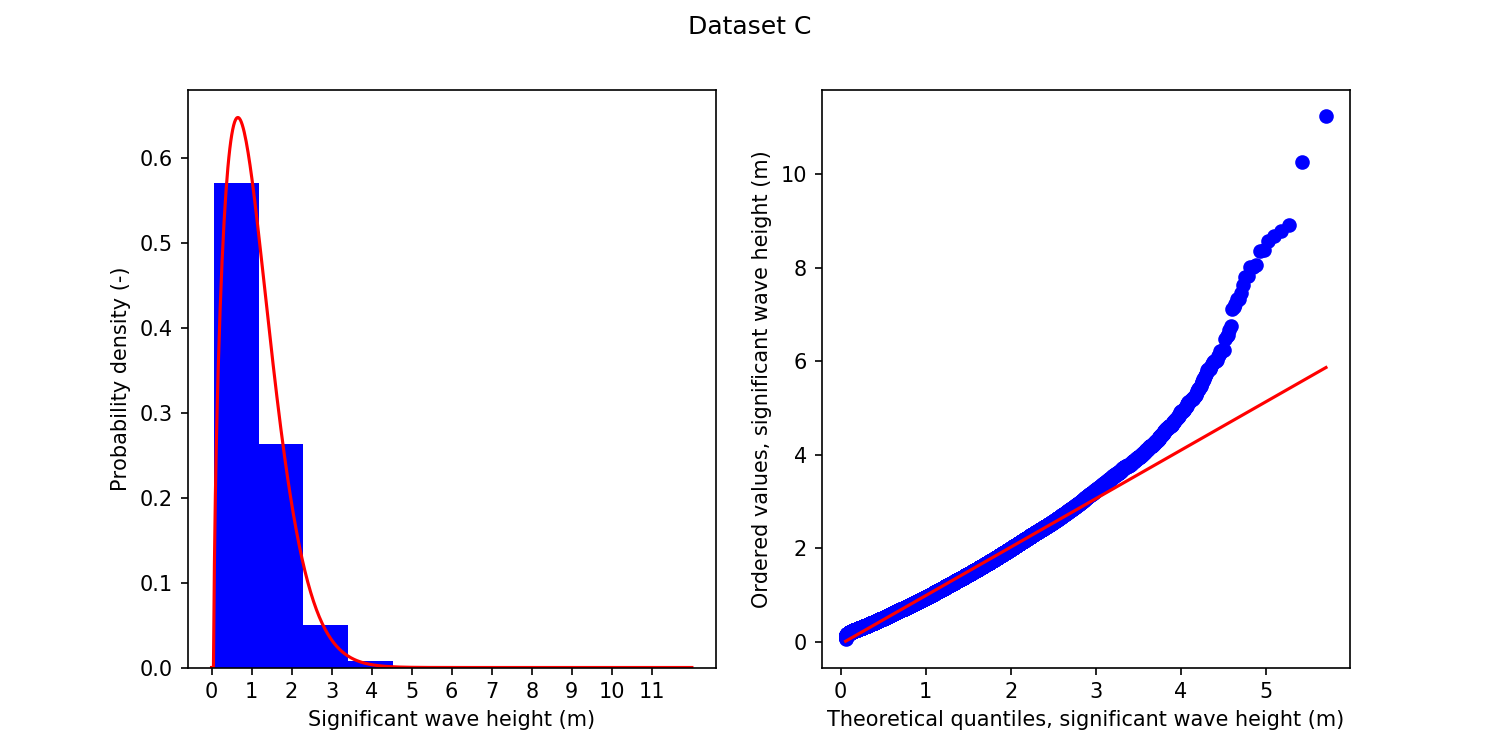 Dataset C
Probability density (-)
0.6
0.5
0.4
0.3
0.2
0.1
0.0
0 1 2 3 4 5 6 7 8 9 10 11
Significant wave height (m)
Ordered values, significant wave height (m)
10
8
6
4
2
0
0 1 2 3 4 5
Theoretical quantiles, significant wave height (m)